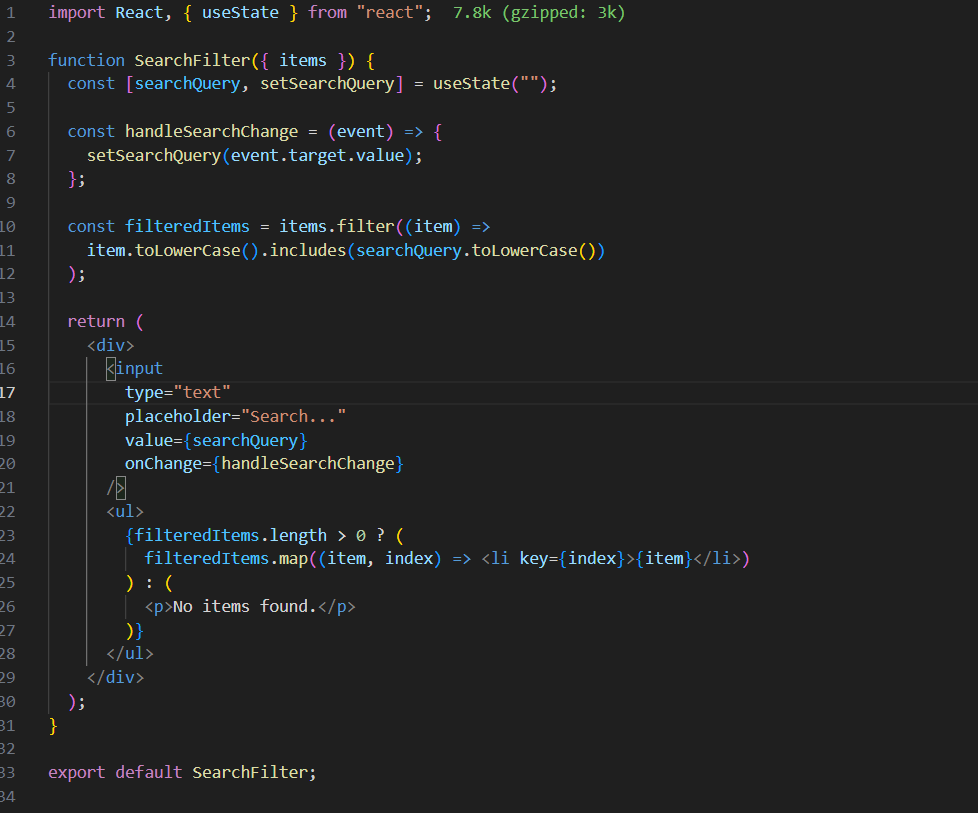 1 import React, { useState } from "react"; 7.8k (gzipped: 3k)
2
3 function SearchFilter({ items }) {
4 const [searchQuery, setSearchQuery] = useState("");
5
6 const handleSearchChange = (event) => {
7 setSearchQuery(event.target.value);
8 };
9
10 const filteredItems = items.filter((item) =>
11 item.toLowerCase().includes(searchQuery.toLowerCase())
12 );
13
14 return (
15 <div>
16 <input
17 type="text"
18 placeholder="Search..."
19 value={searchQuery}
20 onChange={handleSearchChange}
21 />
22 <ul>
23 {filteredItems.length > 0 ? (
24 filteredItems.map((item, index) => <li key={index}>{item}</li>)
25 ) : (
26 <p>No items found.</p>
27 )}
28 </ul>
29 </div>
30 );
31 }
32
33 export default SearchFilter;
34